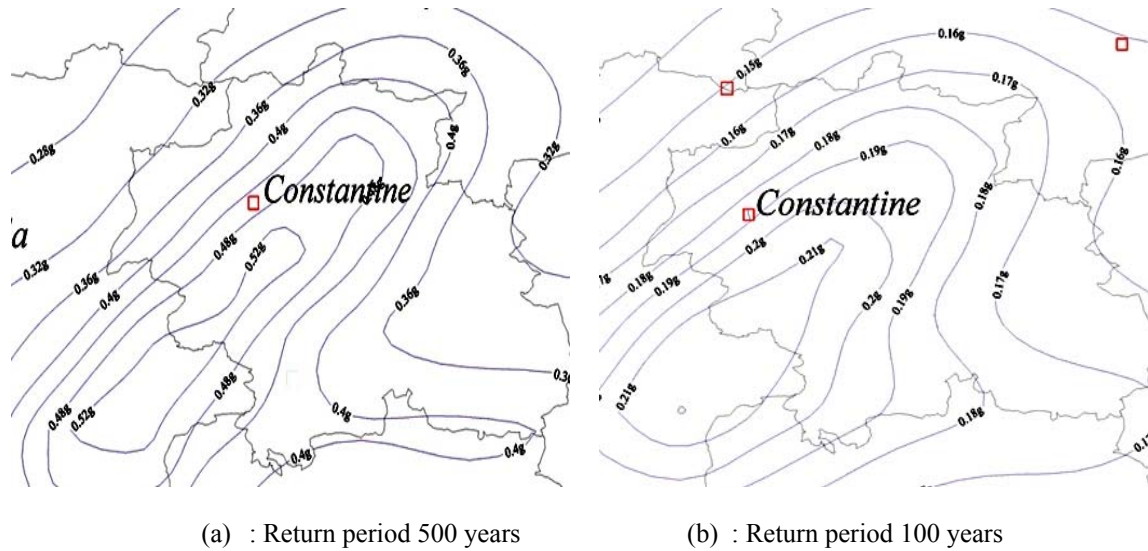 0.36g
0.32g
0.36g
0.4g
0.4g
0.28g
0.32g
Constantine
a
0.48g
0.52g
0.32g
0.36g
0.4g
0.36g
0.48g
0.48g
0.52g
0.4g
0.4g
0.15g
0.16g
0.17g
0.16g
0.17g
0.18g
0.19g
0.16g
0.18g
Constantine
0.2g
0.21g
0.18g
0.19g
0.17g
0.2g
0.19g
0.21g
0.18g
(a) : Return period 500 years
(b) : Return period 100 years